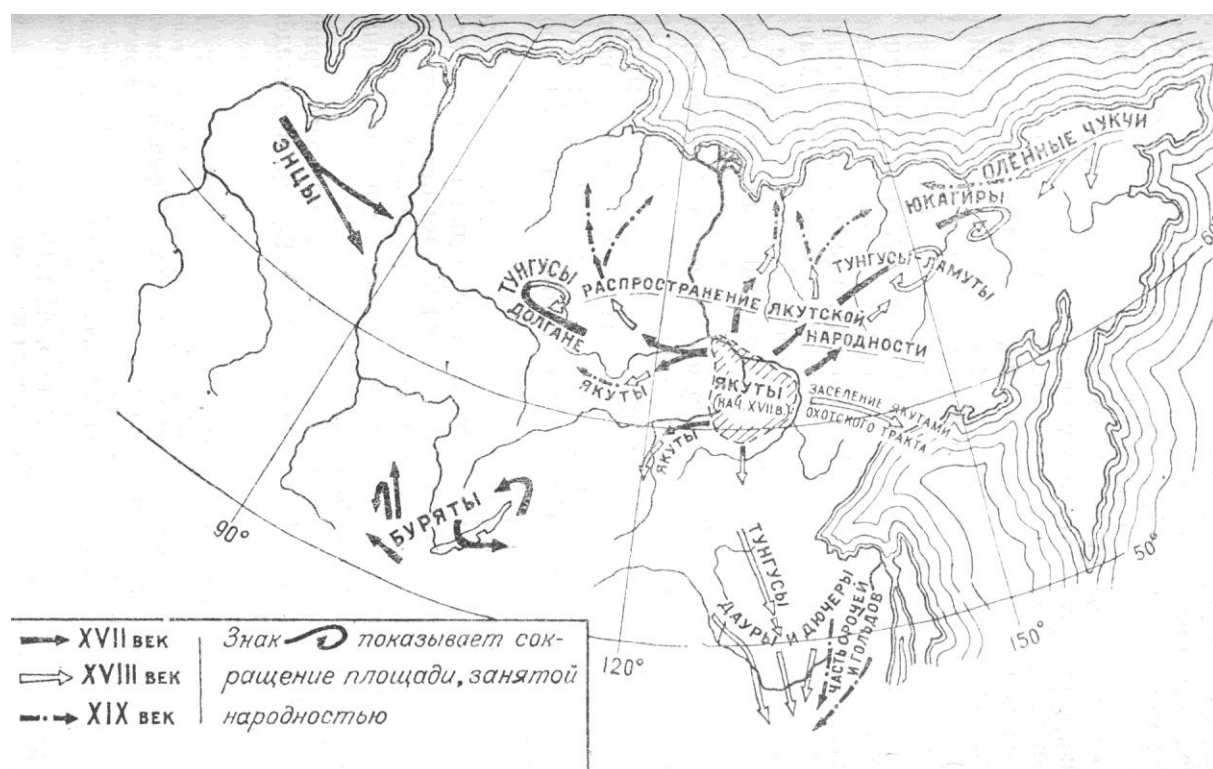 ЭНЦЫ
ОЛЕННЫЕ ЧУКЧИ
ЮКАГИРЫ
ТУНГУСЫ-ЛАМУТЫ
ТУНГУСЫ
ДОЛГАНЕ
РАСПРОСТРАНЕНИЕ ЯКУТСКОЙ
НАРОДНОСТИ
ЯКУТЫ
ЯКУТЫ
(НАЧ. XVII В.)
ЗАСЕЛЕНИЕ ЯКУТАМИ
ОХОТСКОГО ТРАКТА
ЯКУТЫ
БУРЯТЫ
90°
50°
ТУНГУСЫ
ДАУРЫ И ДЮЧЕРЫ
ЧАСТЬ ОРОЧЕЙ
И ГОЛЬДОВ
120°
150°
XVII ВЕК
XVIII ВЕК
XIX ВЕК
Знак показывает сок-
ращение площади, занятой
народностью